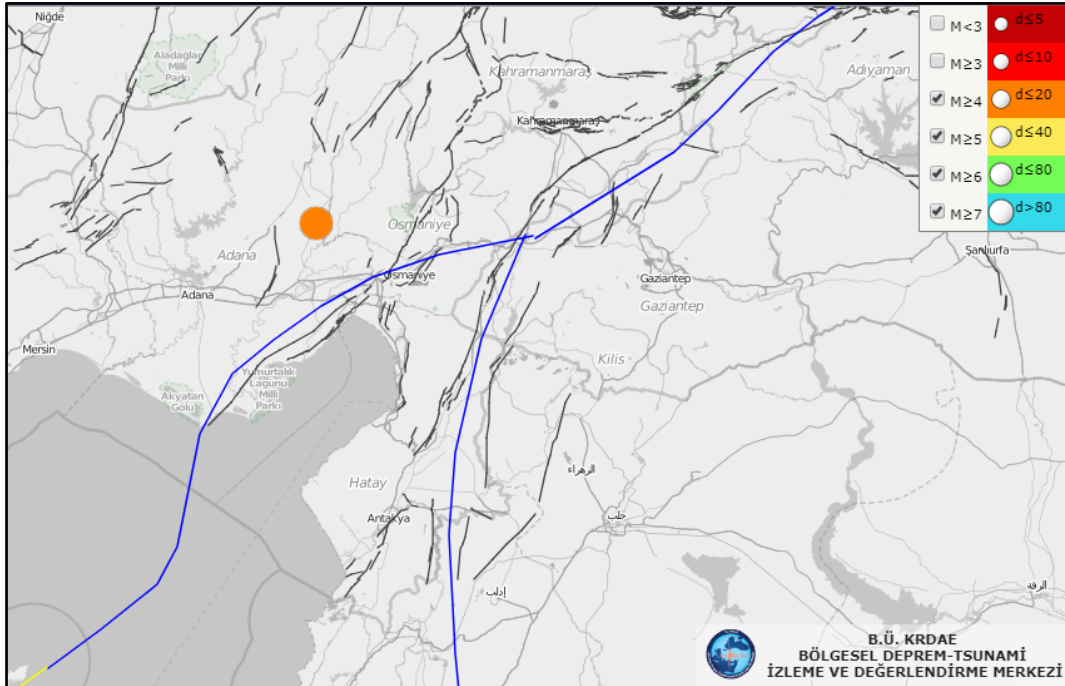 Niğde
Aladağlar
Milli
Parkı
Kahramanmaraş
Kahramanmaraş
Adıyaman
M<3
d≤5
M≥3
d≤10
M≥4
d≤20
M≥5
d≤40
M≥6
d≤80
M≥7
d>80
Osmaniye
Adana
Osmaniye
Gaziantep
Şanlıurfa
Adana
Gaziantep
Mersin
Kilis
Yumurtalık
Lagünü
Milli
Parkı
Akyatan
Gölü
Hatay
الزهراء
Antakya
حلب
إدلب
الرقة
B.Ü. KRDAE
BÖLGESEL DEPREM-TSUNAMİ
İZLEME VE DEĞERLENDİRME MERKEZİ